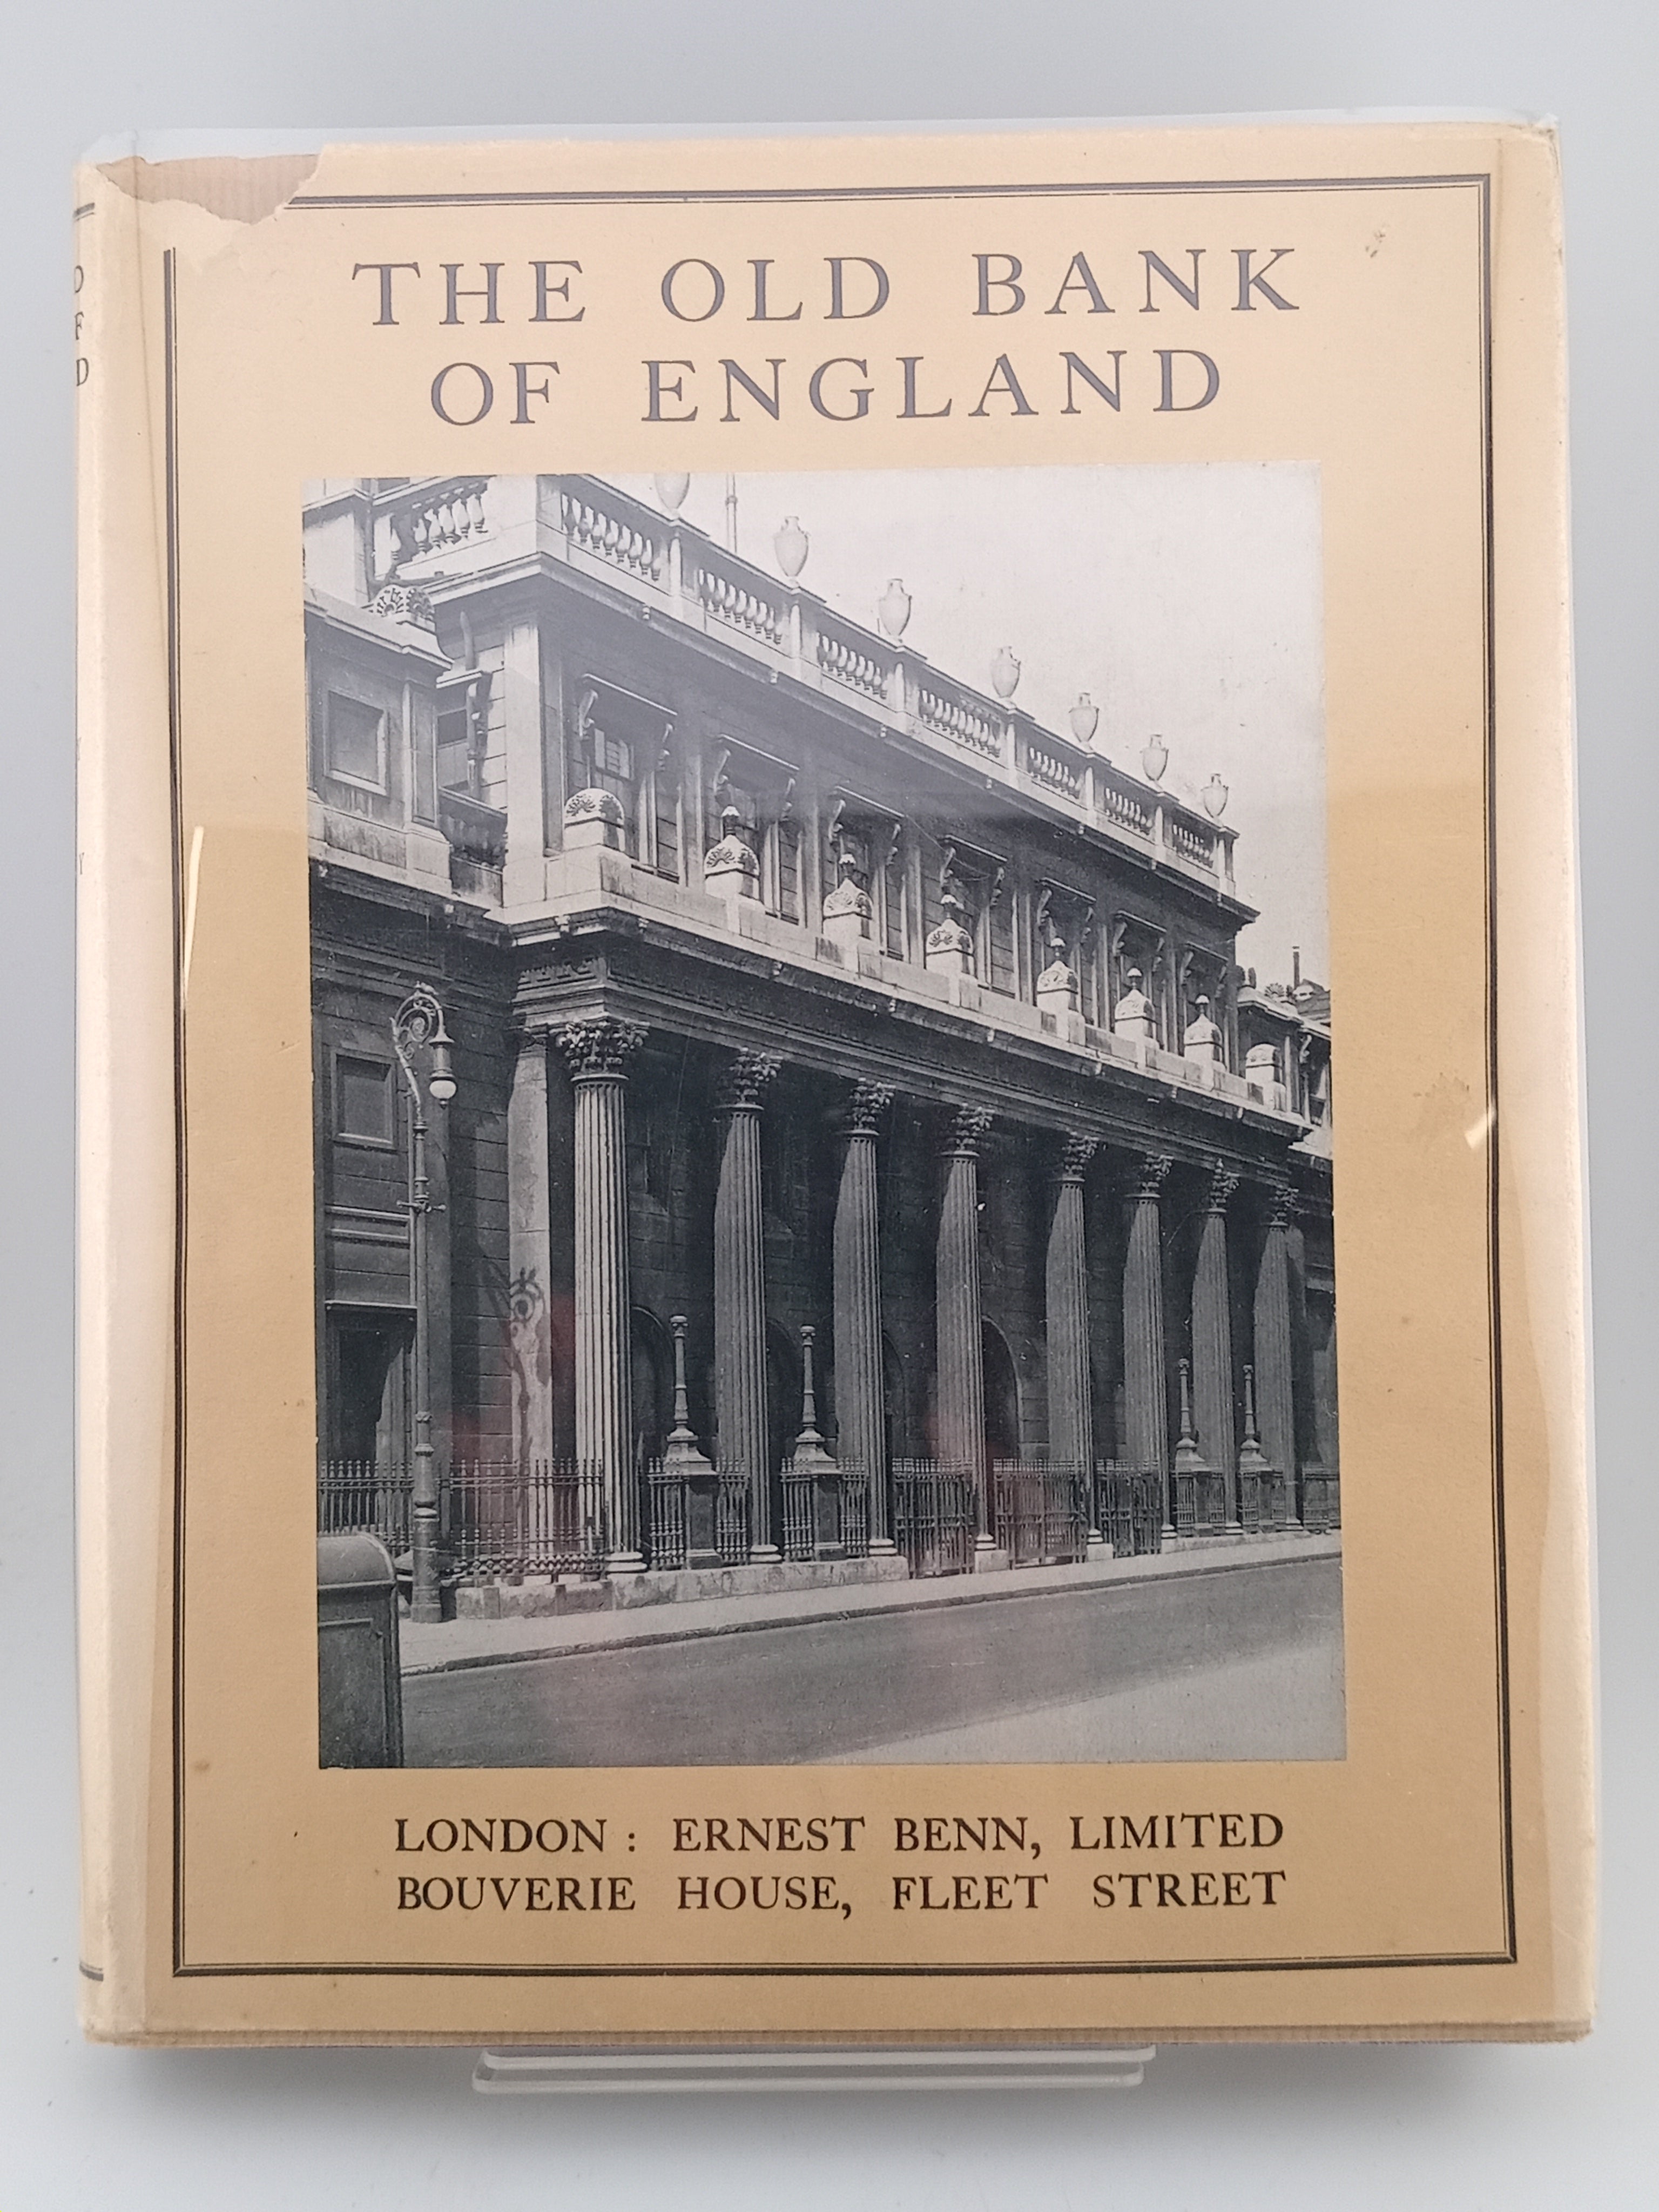 THE OLD BANK
OF ENGLAND
LONDON : ERNEST BENN, LIMITED
BOUVERIE HOUSE, FLEET STREET